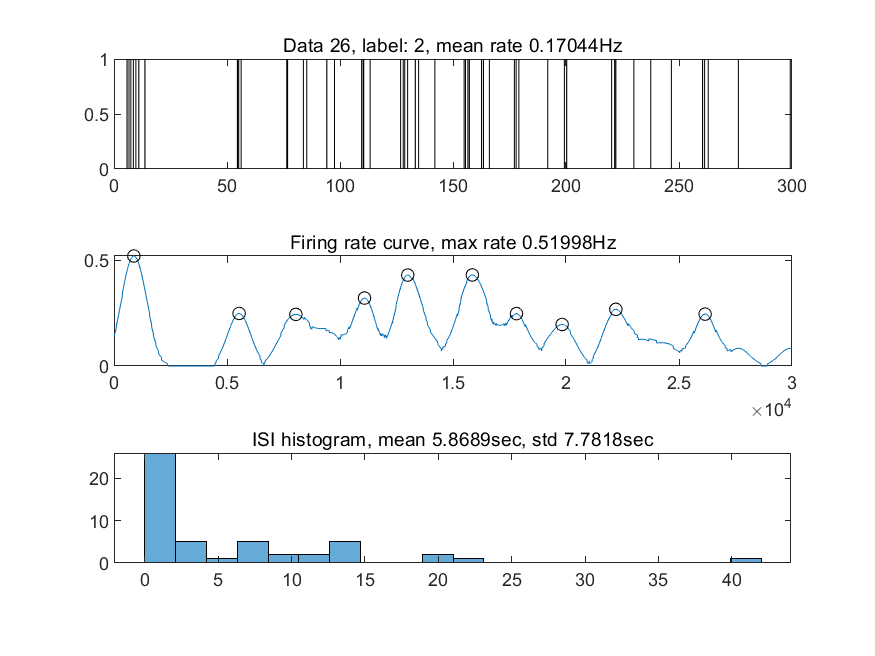 Data 26, label: 2, mean rate 0.17044Hz
1
0.5
0
0 50 100 150 200 250 300
Firing rate curve, max rate 0.51998Hz
0.5
0
0 0.5 1 1.5 2 2.5 3
×10⁴
ISI histogram, mean 5.8689sec, std 7.7818sec
20
10
0
0 5 10 15 20 25 30 35 40